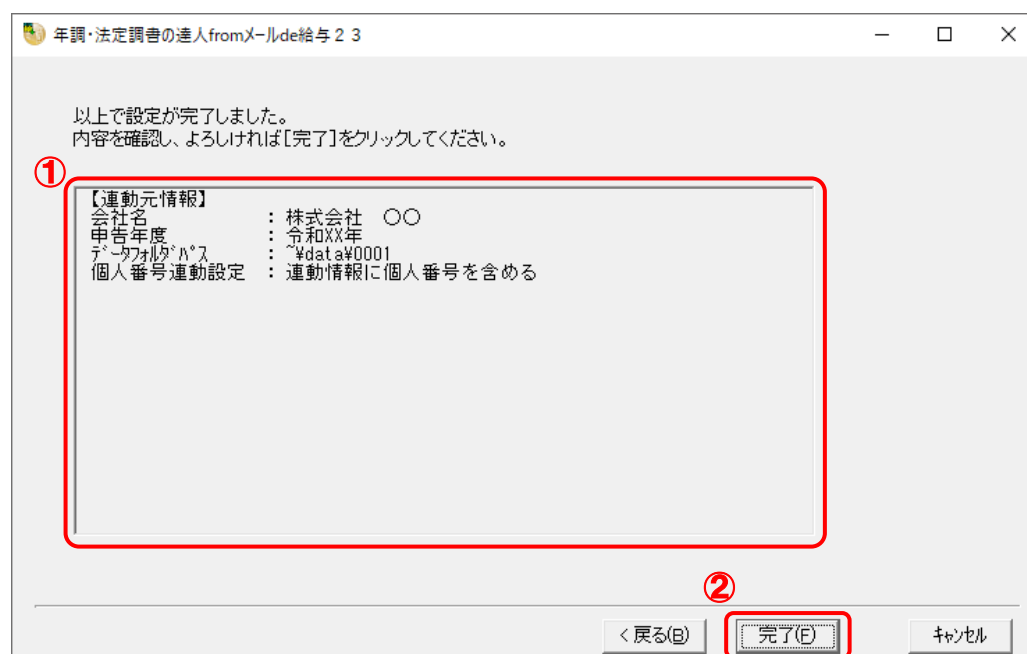 年調・法定調書の達人fromメールde給与２３
以上で設定が完了しました。
内容を確認し、よろしければ[完了]をクリックしてください。
①
【連動元情報】
会社名 ： 株式会社　○○
申告年度 ： 令和XX年
ﾃﾞｰﾀﾌｫﾙﾀﾞﾊﾟｽ ： ~¥data¥0001
個人番号連動設定 ： 連動情報に個人番号を含める
②
< 戻る(B) 完了(F) ｷｬﾝｾﾙ